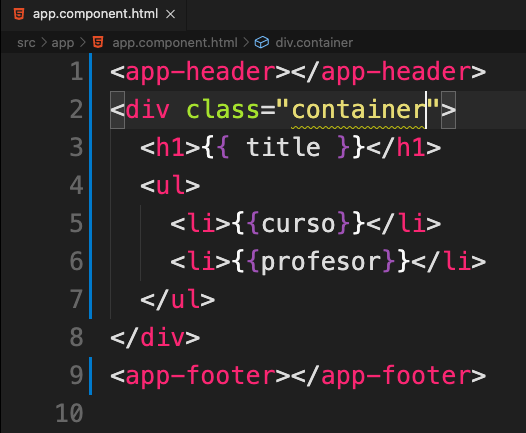 app.component.html ×
src > app > app.component.html > div.container
1 <app-header></app-header>
2 <div class="container">
3 <h1>{{ title }}</h1>
4 <ul>
5 <li>{{curso}}</li>
6 <li>{{profesor}}</li>
7 </ul>
8 </div>
9 <app-footer></app-footer>
10